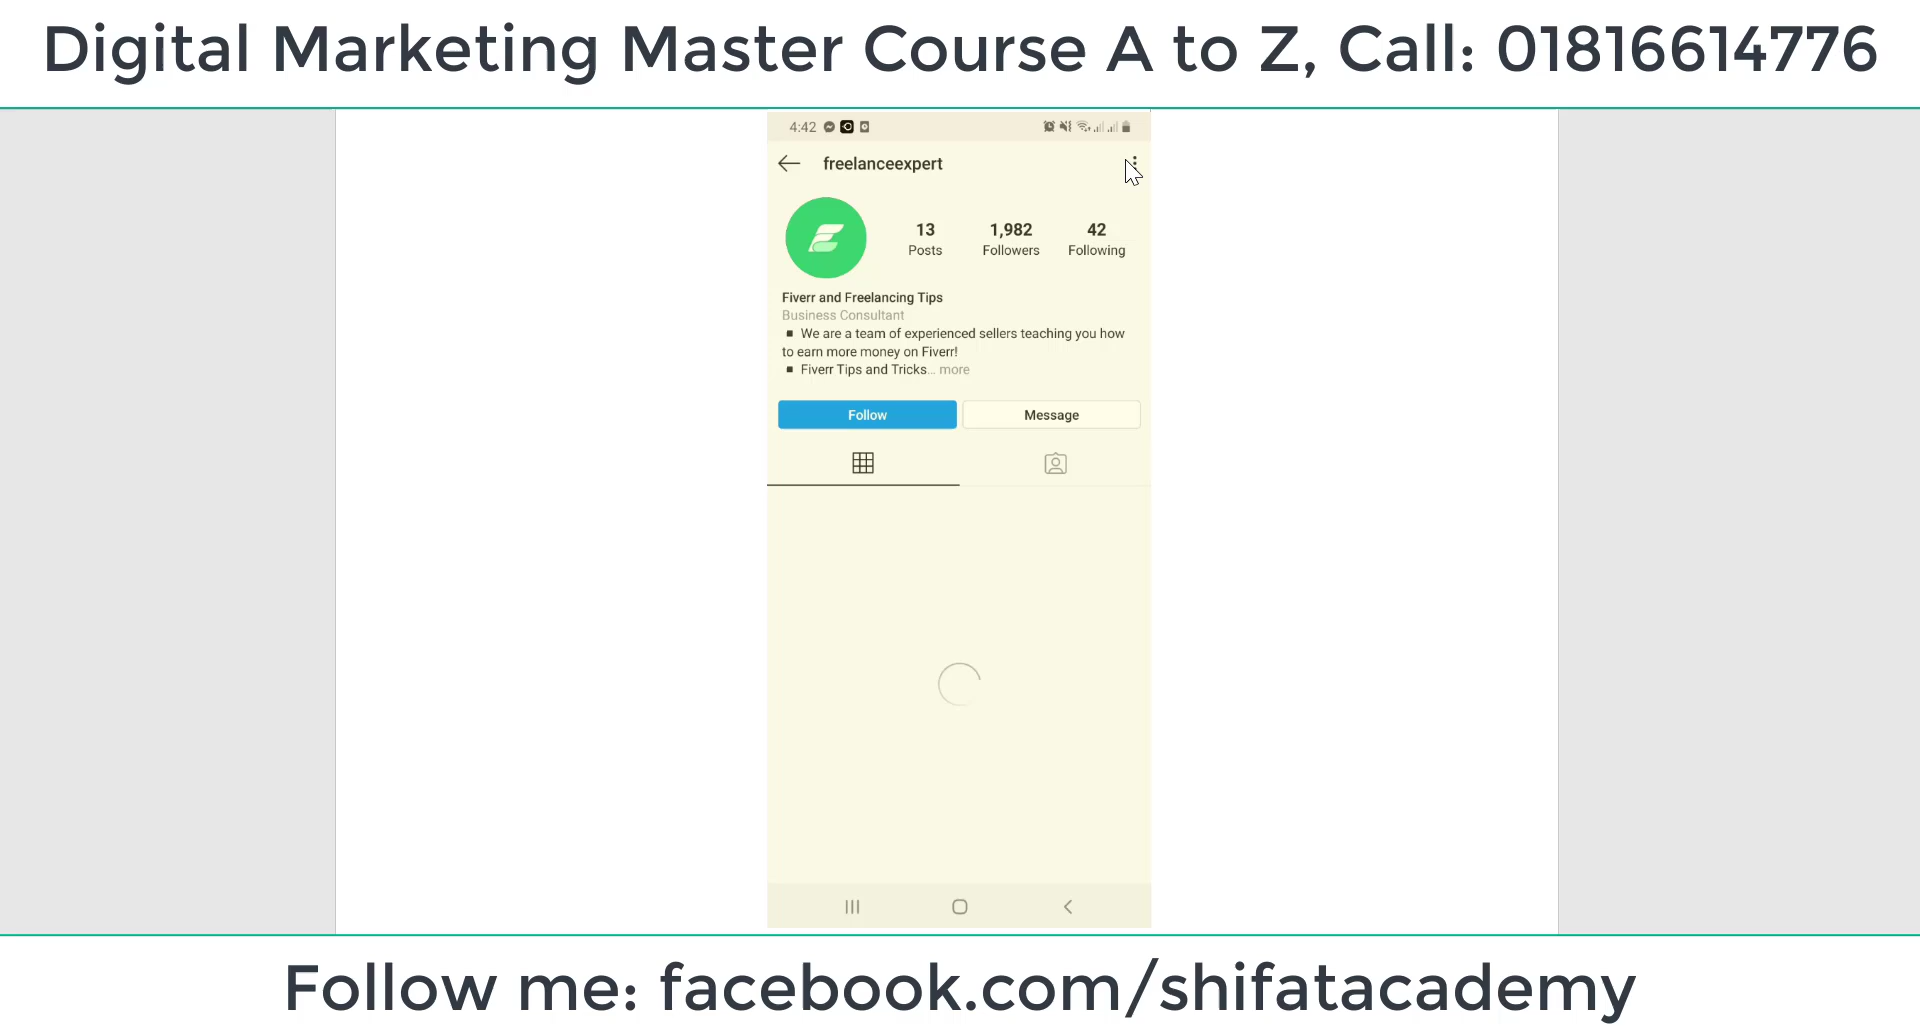 Digital Marketing Master Course A to Z, Call: 01816614776
4:42
freelanceexpert
13 1,982 42
Posts Followers Following
Fiverr and Freelancing Tips
Business Consultant
▪ We are a team of experienced sellers teaching you how
to earn more money on Fiverr!
▪ Fiverr Tips and Tricks... more
Follow Message
Follow me: facebook.com/shifatacademy